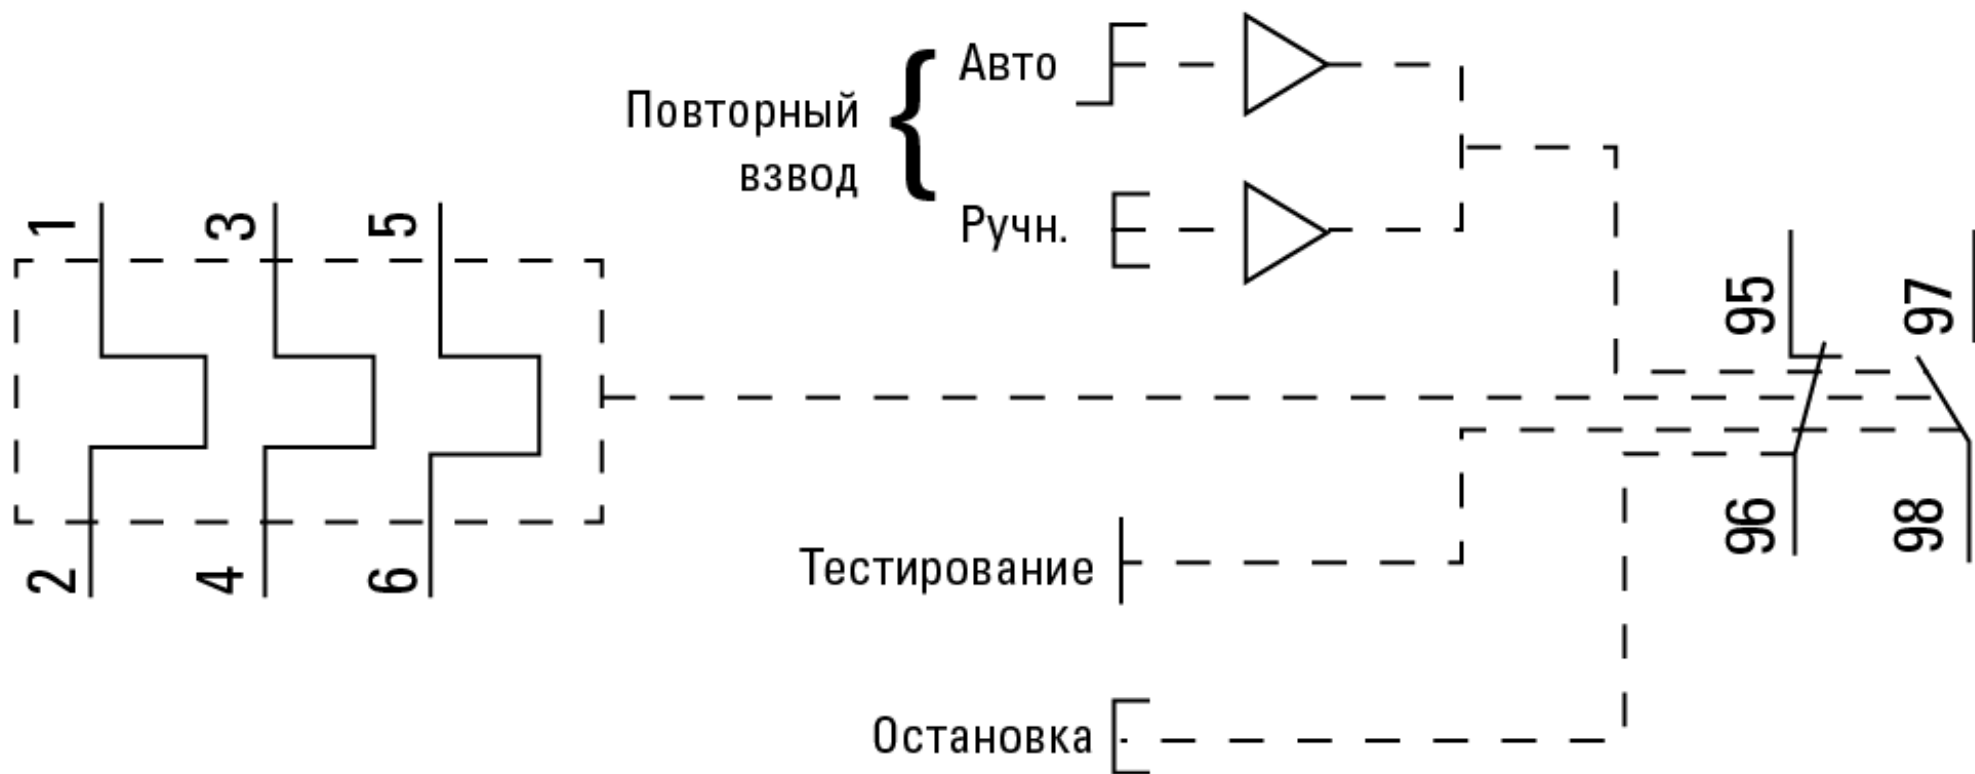 Авто
Повторный
взвод
Ручн.
1
3
5
95
97
2
4
6
96
98
Тестирование
Остановка